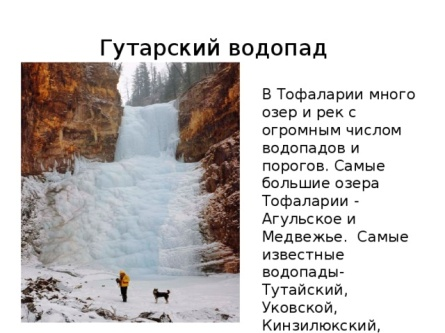 Гутарский водопад
В Тофаларии много
озер и рек с
огромным числом
водопадов и
порогов. Самые
большие озера
Тофаларии -
Агульское и
Медвежье.  Самые
известные
водопады-
Тутайский,
Уковской,
Кинзилюкский,